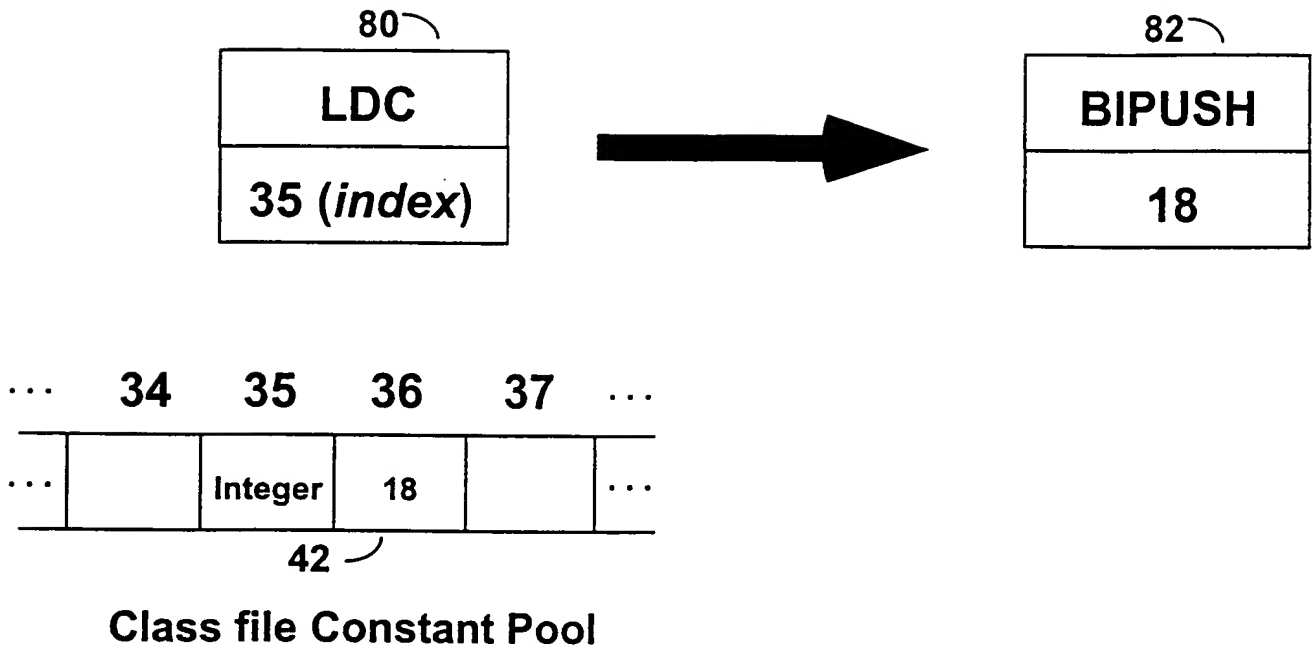 80
LDC
35 (index)
82
BIPUSH
18
... 34 35 36 37 ...
... Integer 18 ...
42
Class file Constant Pool